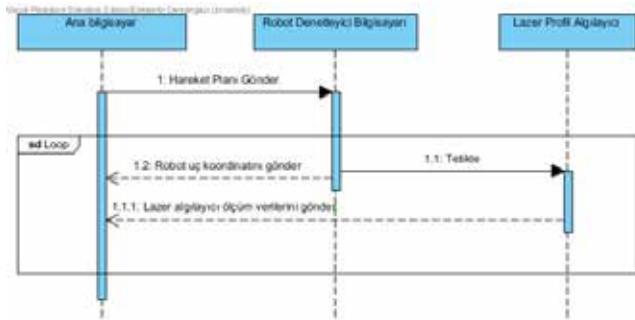 Ana bilgisayar
Robot Denetleyici Bilgisayarı
Lazer Profil Algılayıcı
1: Hareket Planı Gönder
sd Loop
1.2: Robot uç koordinatını gönder
1.1: Tetikle
1.1.1: Lazer algılayıcı ölçüm verilerini gönder